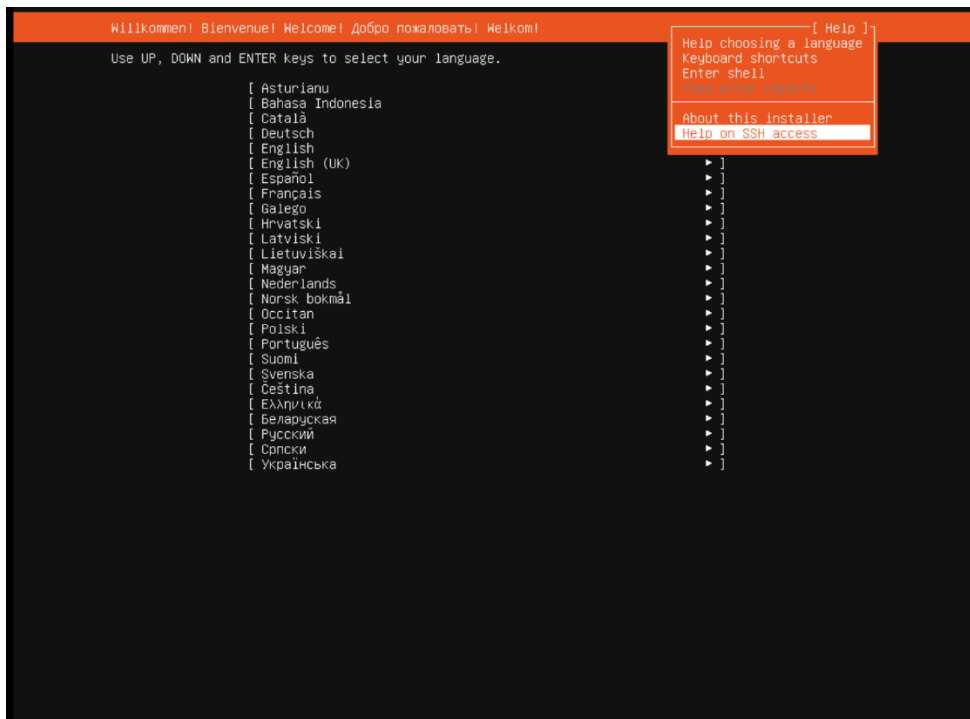 Willkommen! Bienvenue! Welcome! Добро пожаловать! Welkom!
[ Help ]
Help choosing a language
Keyboard shortcuts
Enter shell
View error reports
About this installer
Help on SSH access
Use UP, DOWN and ENTER keys to select your language.
[ Asturianu
[ Bahasa Indonesia
[ Català
[ Deutsch
[ English
[ English (UK) ▸ ]
[ Español ▸ ]
[ Français ▸ ]
[ Galego ▸ ]
[ Hrvatski ▸ ]
[ Latviski ▸ ]
[ Lietuviškai ▸ ]
[ Magyar ▸ ]
[ Nederlands ▸ ]
[ Norsk bokmål ▸ ]
[ Occitan ▸ ]
[ Polski ▸ ]
[ Português ▸ ]
[ Suomi ▸ ]
[ Svenska ▸ ]
[ Čeština ▸ ]
[ Ελληνικά ▸ ]
[ Беларуская ▸ ]
[ Русский ▸ ]
[ Српски ▸ ]
[ Українська ▸ ]